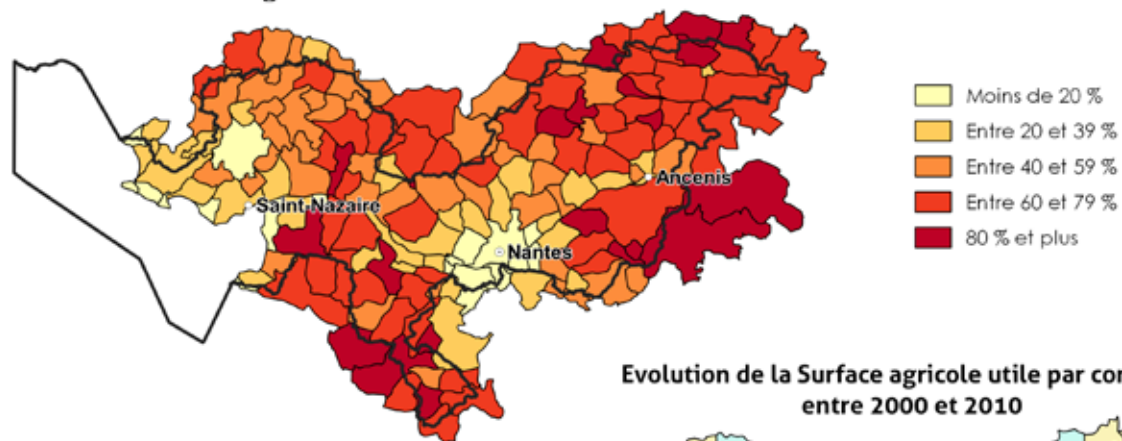 Moins de 20 %
Entre 20 et 39 %
Entre 40 et 59 %
Entre 60 et 79 %
80 % et plus
Ancenis
Saint Nazaire
Nantes
Evolution de la Surface agricole utile par
entre 2000 et 2010